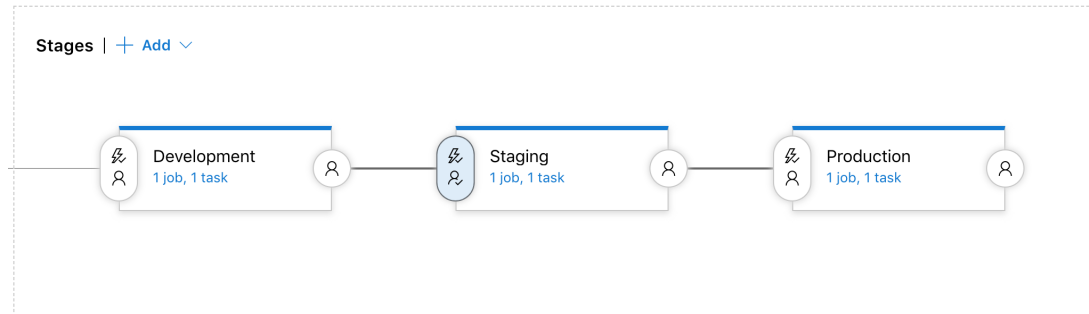 Stages | + Add
Development
1 job, 1 task
Staging
1 job, 1 task
Production
1 job, 1 task